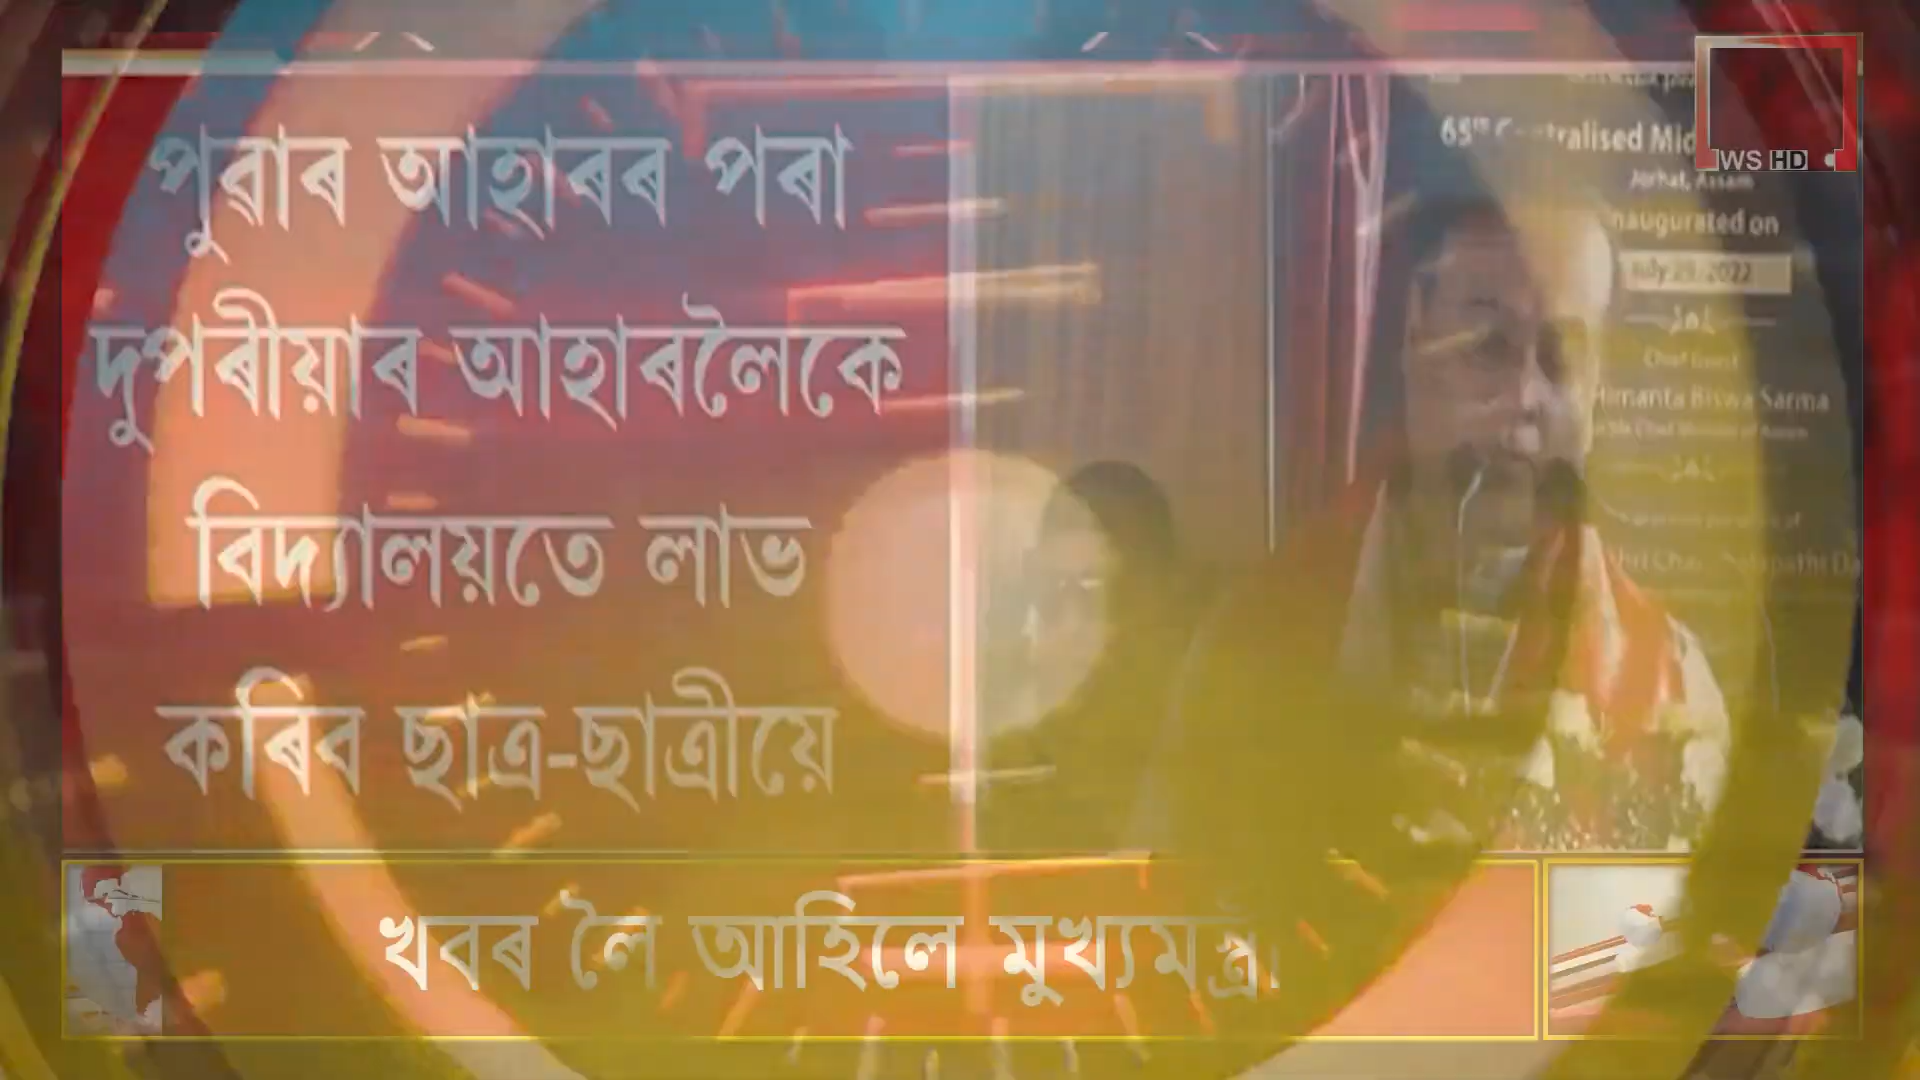 পুৱাৰ আহাৰৰ পৰা
দুপৰীয়াৰ আহাৰলৈকে
বিদ্যালয়তে লাভ
কৰিব ছাত্ৰ-ছাত্ৰীয়ে
65th
Jorhat, Assam
Inaugurated on
July 29, 2022
Chief Guest
Himanta Biswa Sarma
WS HD
খবৰ লৈ আহিলে মুখ্যমন্ত্ৰী